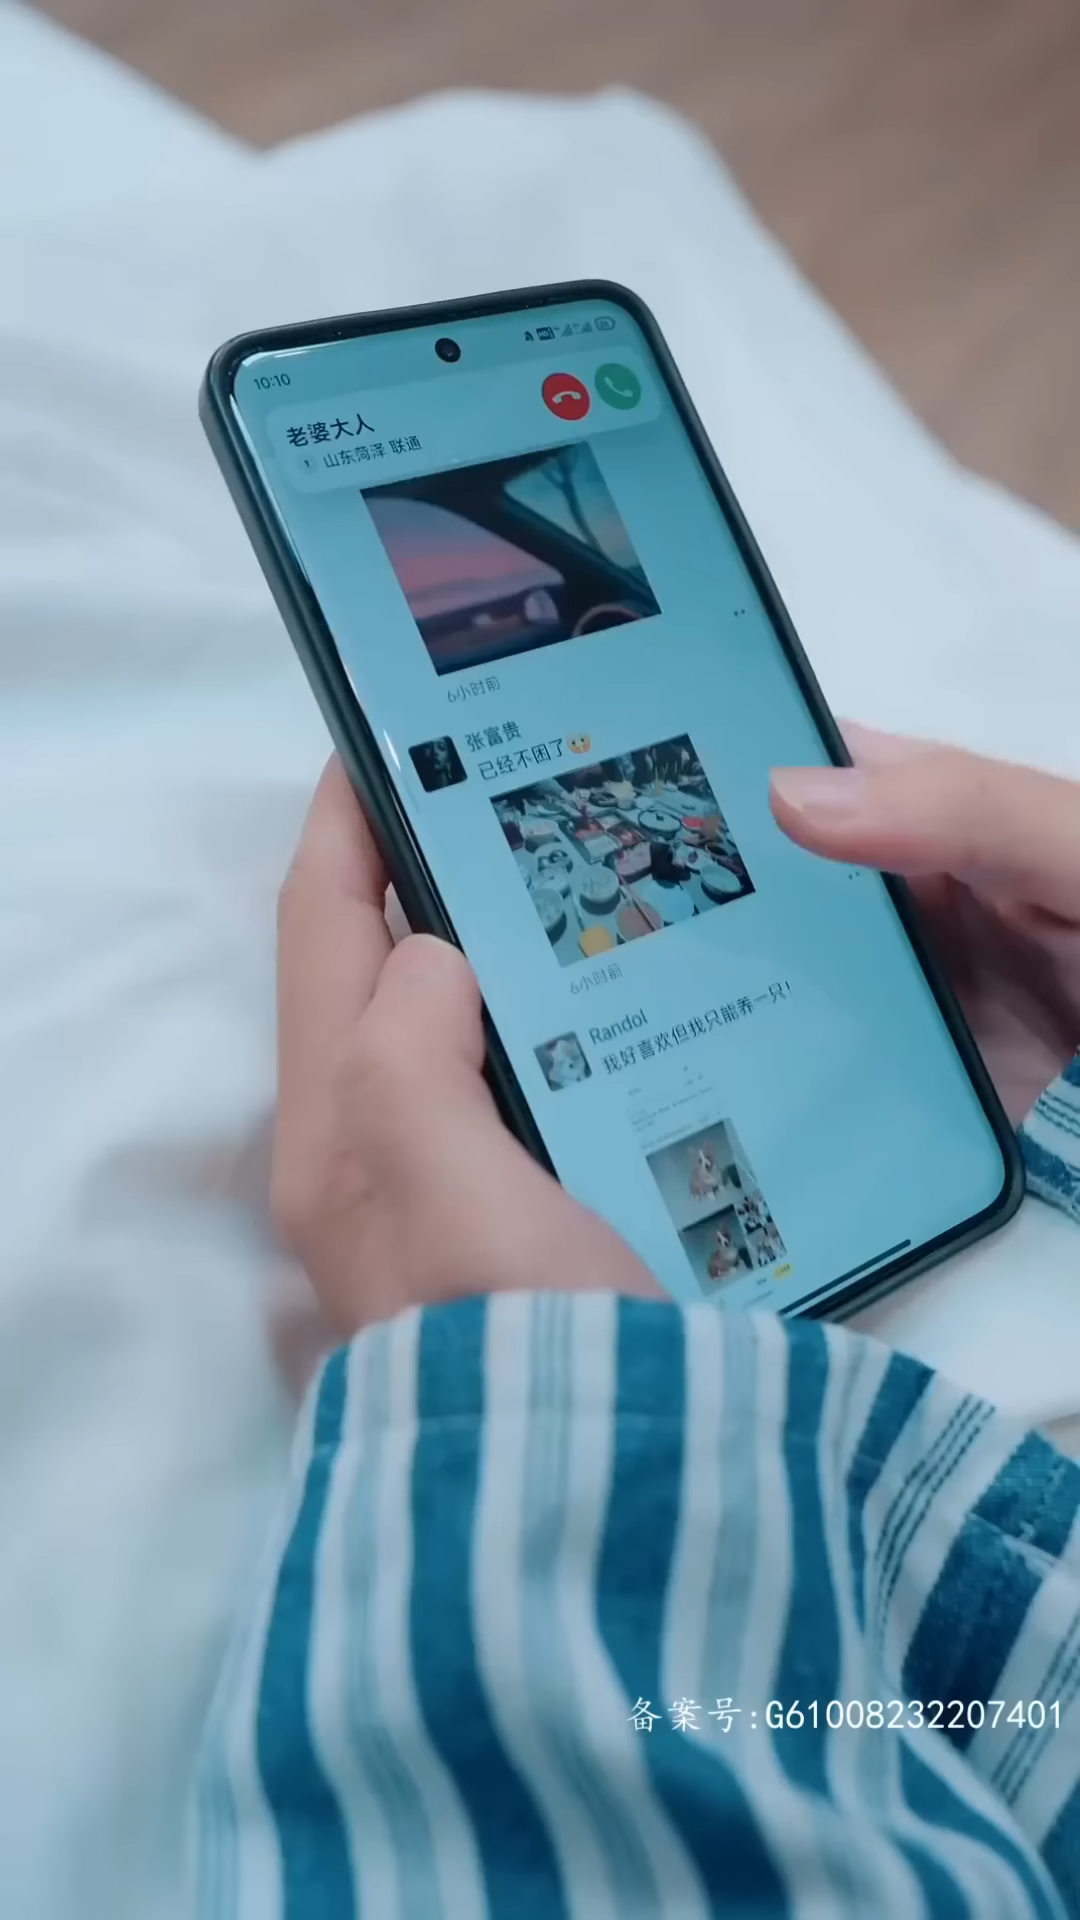 10:10
老婆大人
1 山东菏泽 联通
6小时前
张富贵
已经不困了
6小时前
Randol
我好喜欢但我只能养一只!
备案号:G61008232207401